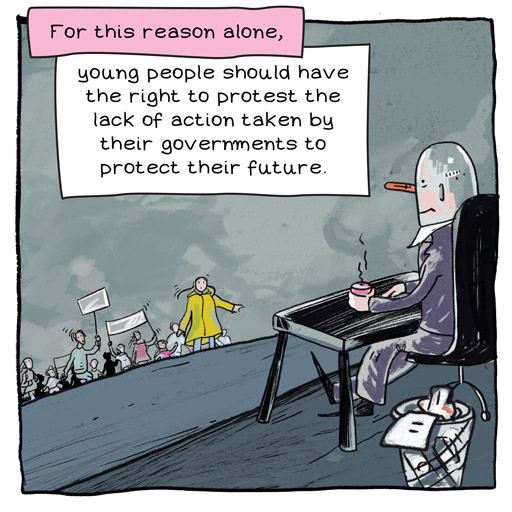 For this reason alone,
young people should have
the right to protest the
lack of action taken by
their governments to
protect their future.